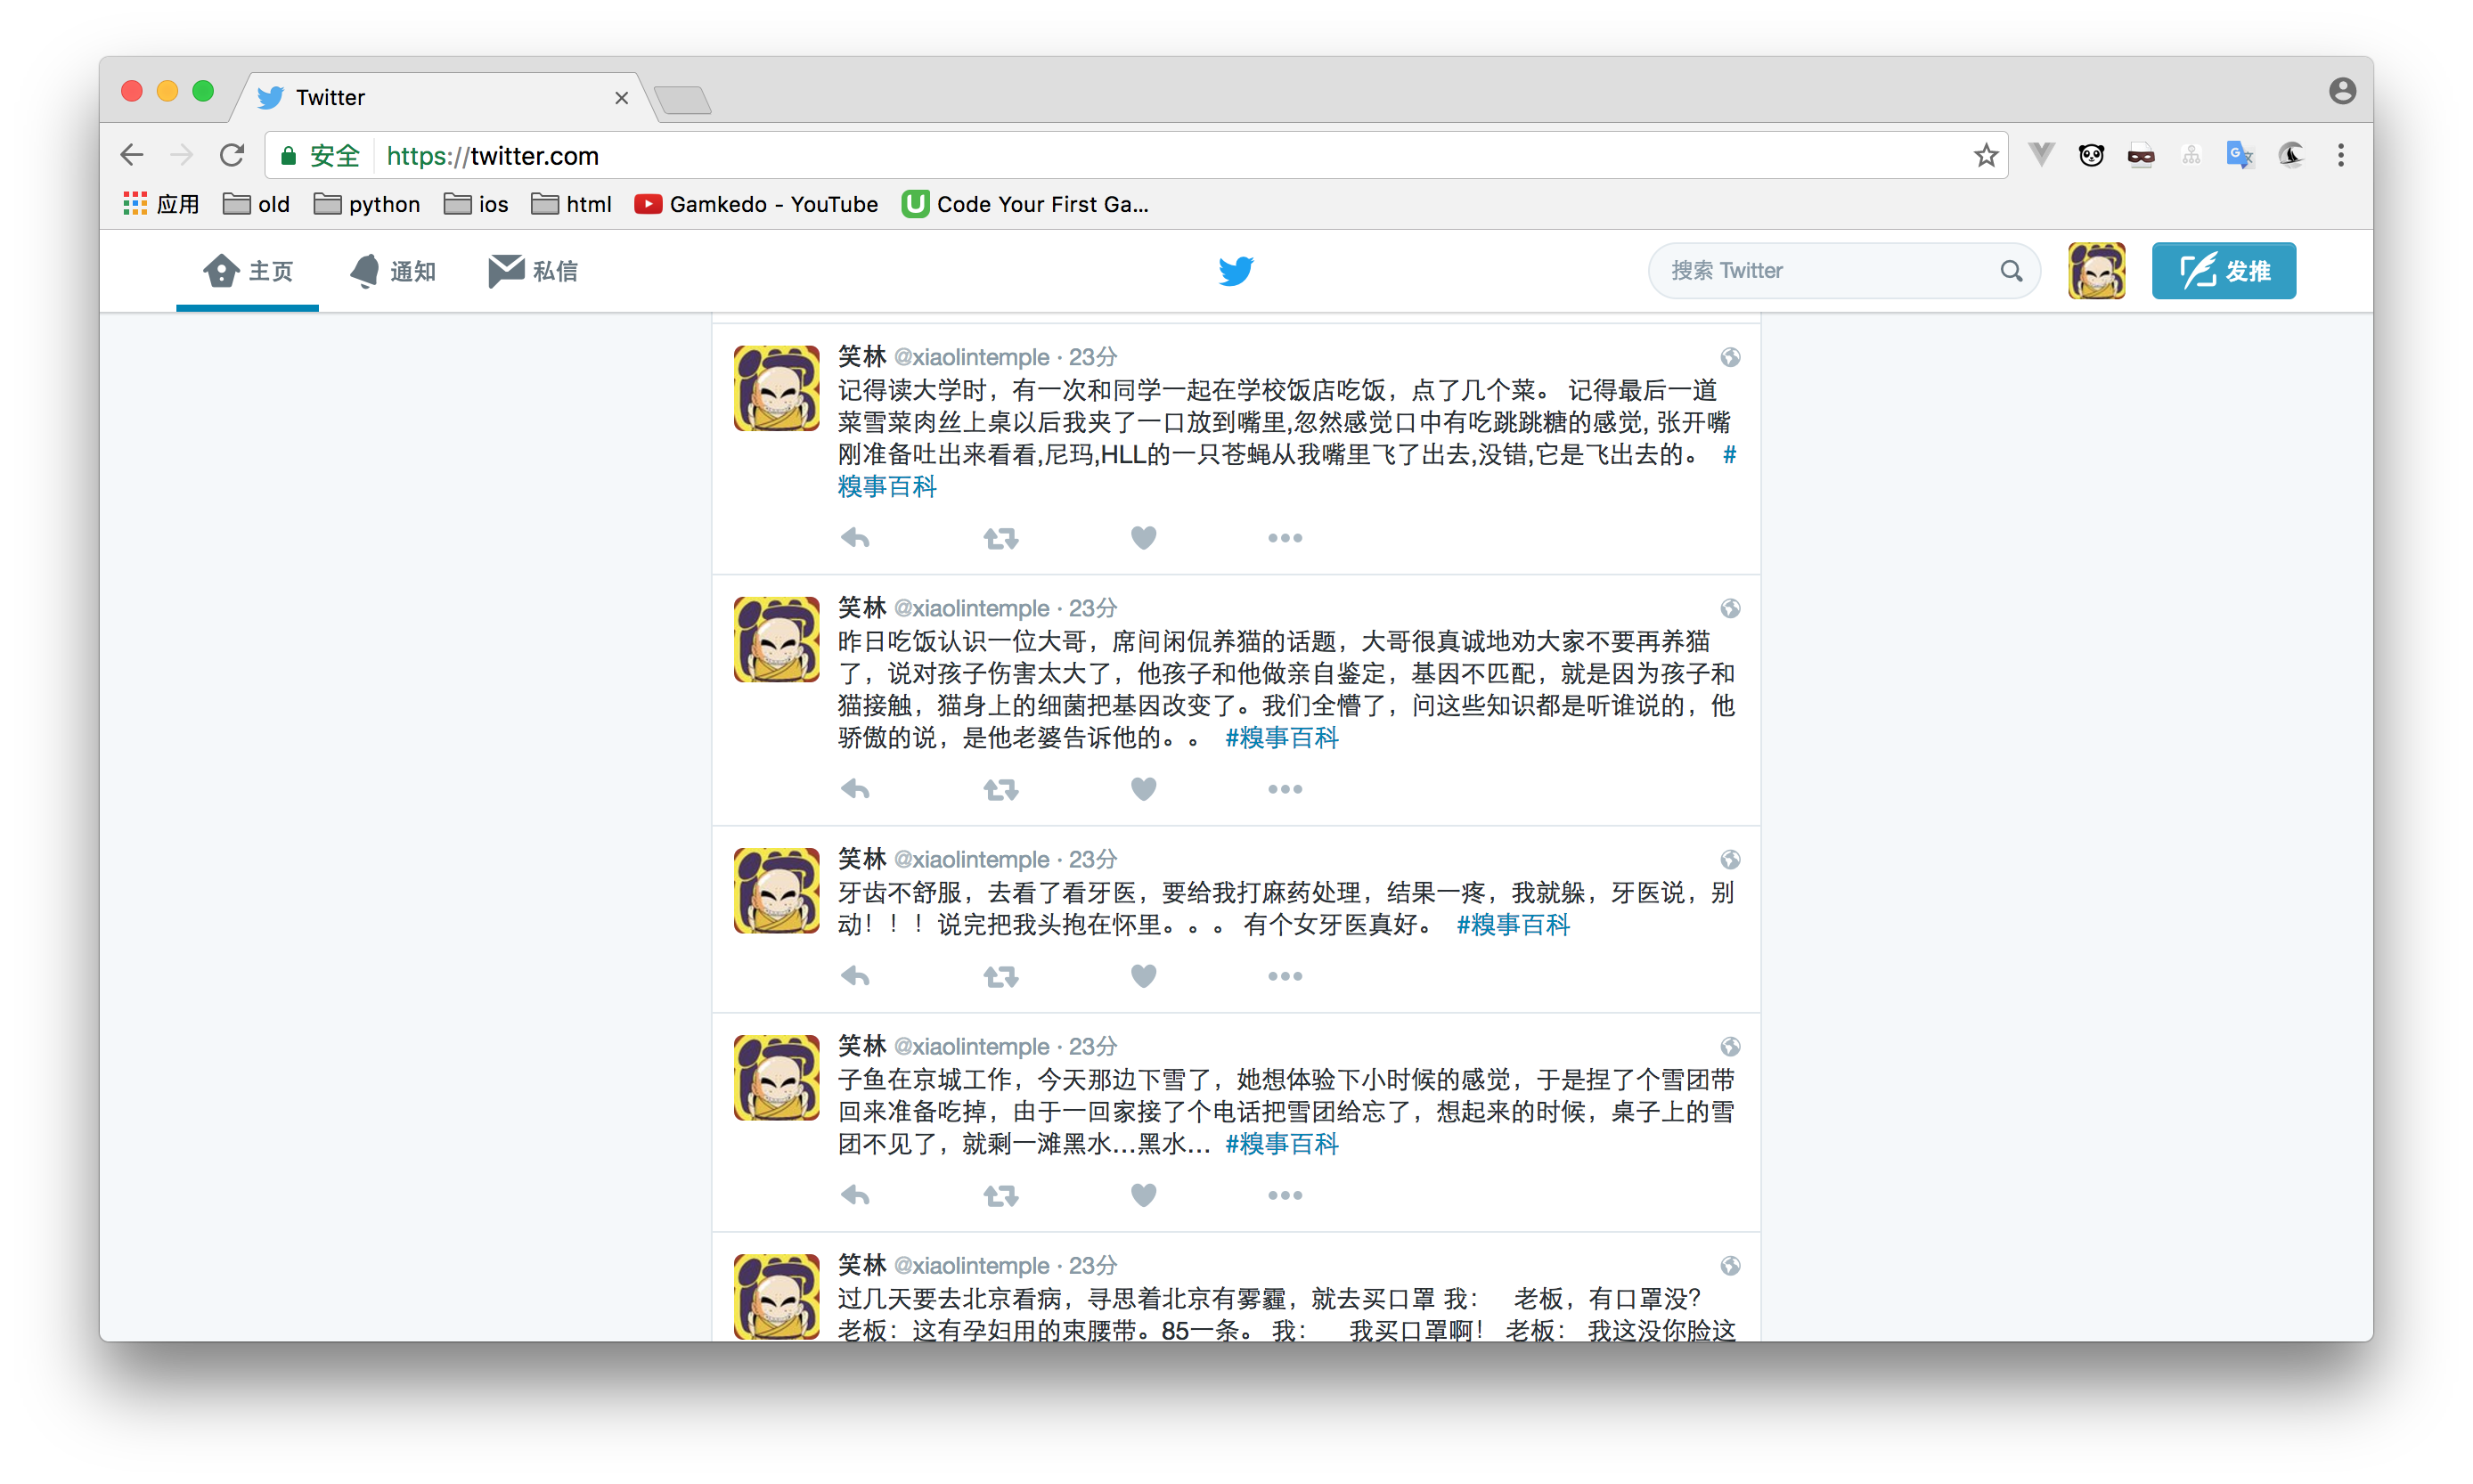 Twitter
安全 https://twitter.com
应用 old python ios html Gamkedo - YouTube Code Your First Ga...
主页 通知 私信 搜索 Twitter 发推
笑林 @xiaolintemple · 23分
记得读大学时，有一次和同学一起在学校饭店吃饭，点了几个菜。 记得最后一道
菜雪菜肉丝上桌以后我夹了一口放到嘴里,忽然感觉口中有吃跳跳糖的感觉, 张开嘴
刚准备吐出来看看,尼玛,HLL的一只苍蝇从我嘴里飞了出去,没错,它是飞出去的。 #
糗事百科
笑林 @xiaolintemple · 23分
昨日吃饭认识一位大哥，席间闲侃养猫的话题，大哥很真诚地劝大家不要再养猫
了，说对孩子伤害太大了，他孩子和他做亲自鉴定，基因不匹配，就是因为孩子和
猫接触，猫身上的细菌把基因改变了。我们全懵了，问这些知识都是听谁说的，他
骄傲的说，是他老婆告诉他的。。 #糗事百科
笑林 @xiaolintemple · 23分
牙齿不舒服，去看了看牙医，要给我打麻药处理，结果一疼，我就躲，牙医说，别
动！！！说完把我头抱在怀里。。。 有个女牙医真好。 #糗事百科
笑林 @xiaolintemple · 23分
子鱼在京城工作，今天那边下雪了，她想体验下小时候的感觉，于是捏了个雪团带
回来准备吃掉，由于一回家接了个电话把雪团给忘了，想起来的时候，桌子上的雪
团不见了，就剩一滩黑水...黑水... #糗事百科
笑林 @xiaolintemple · 23分
过几天要去北京看病，寻思着北京有雾霾，就去买口罩 我： 老板，有口罩没？
老板：这有孕妇用的束腰带。85一条。 我： 我买口罩啊！ 老板： 我这没你脸这